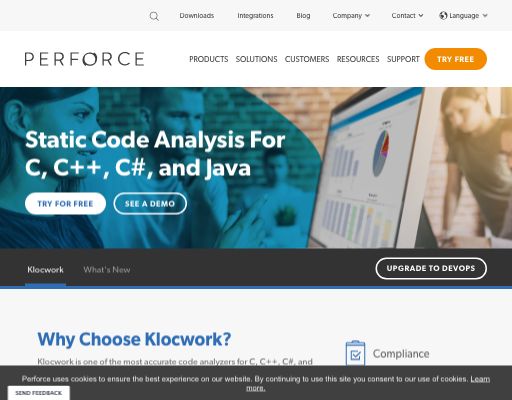 Downloads Integrations Blog Company Contact Language
PERFORCE
PRODUCTS SOLUTIONS CUSTOMERS RESOURCES SUPPORT TRY FREE
Static Code Analysis For
C, C++, C#, and Java
TRY FOR FREE SEE A DEMO
Klocwork What's New UPGRADE TO DEVOPS
Why Choose Klocwork?
Klocwork is one of the most accurate code analyzers for C, C++, C#, and
Compliance
Perforce uses cookies to ensure the best experience on our website. By continuing to use this site you consent to our use of cookies. Learn
more.
SEND FEEDBACK